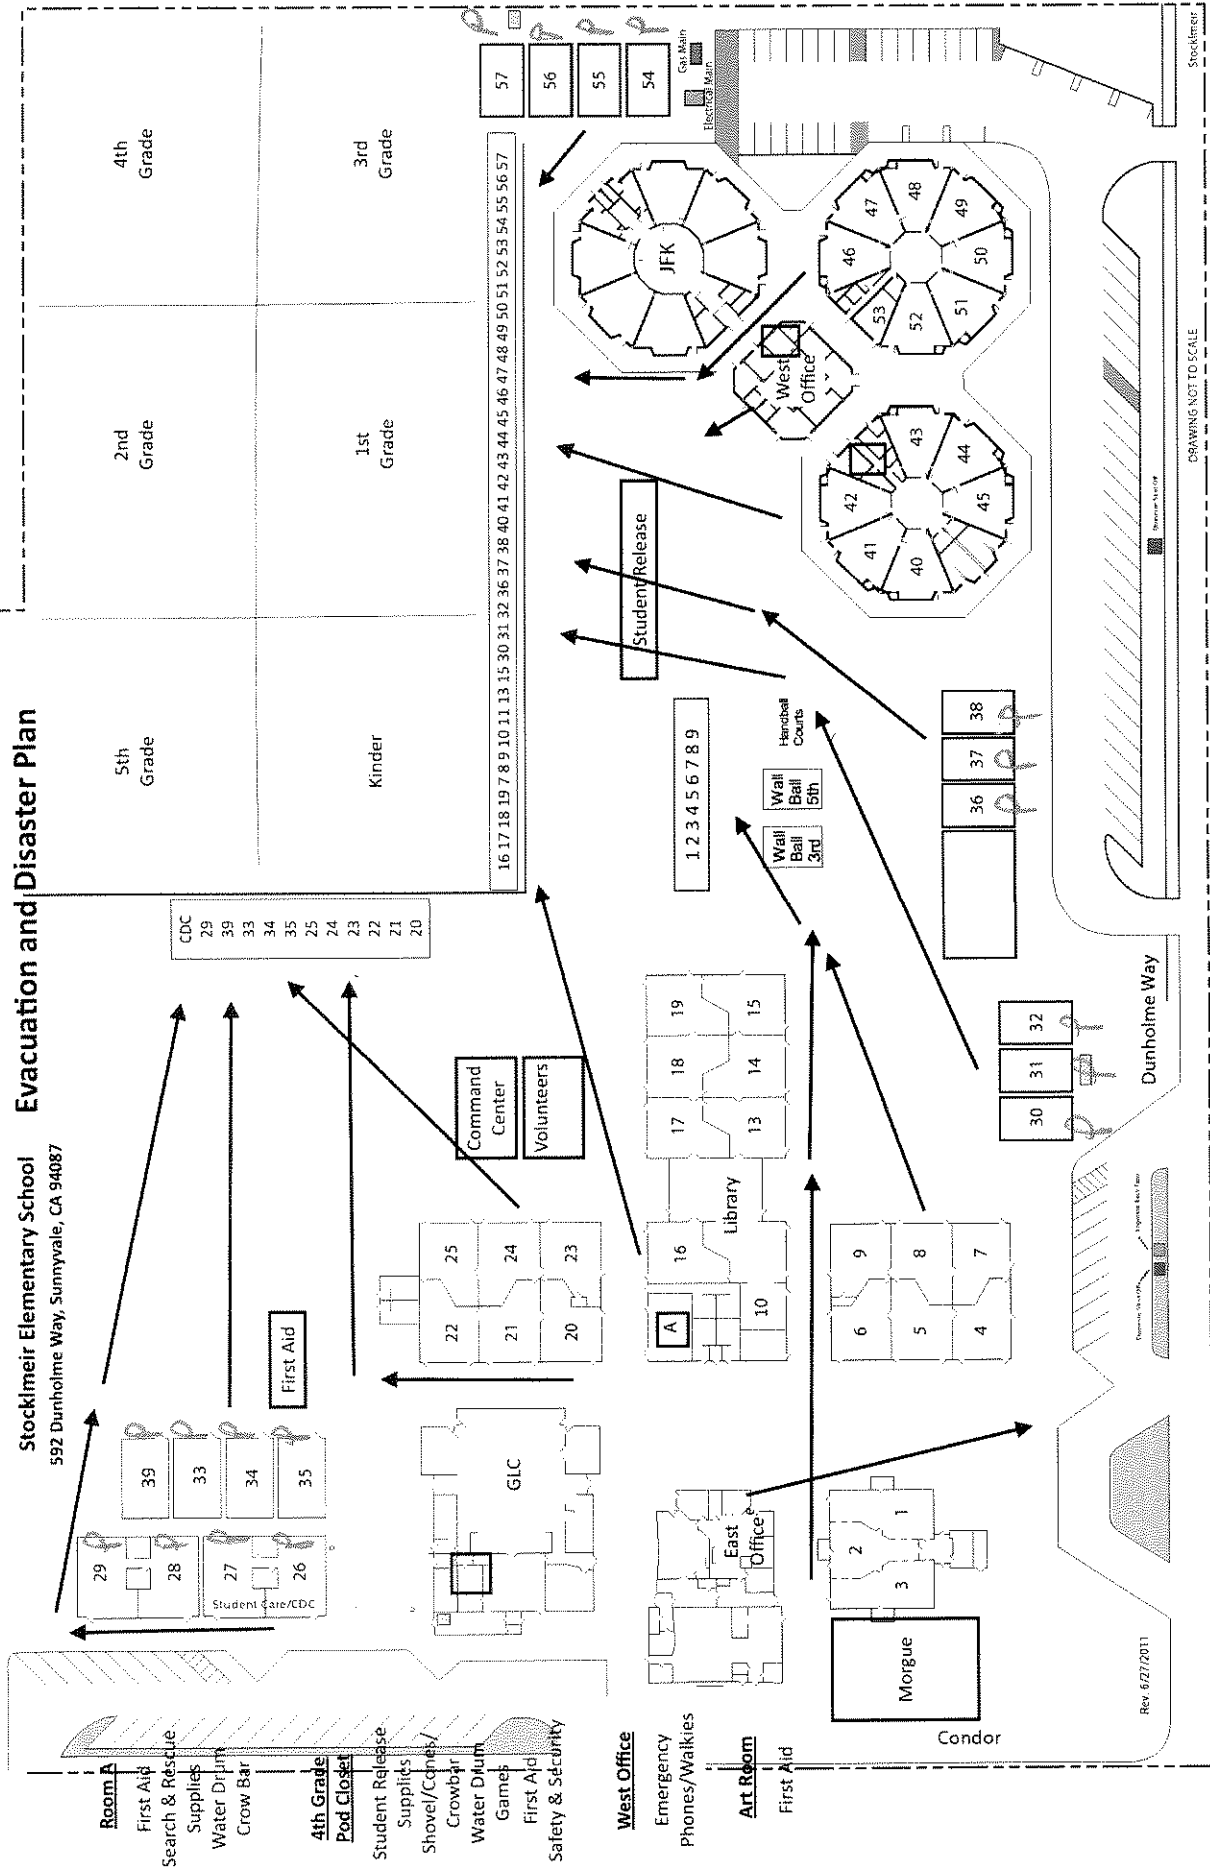 Stocklmeir Elementary School
Evacuation and Disaster Plan
592 Dunholme Way, Sunnyvale, CA 94087
5th
Grade
2nd
Grade
4th
Grade
Kinder
1st
Grade
3rd
Grade
16 17 18 19 7 8 9 10 11 13 15 30 31 32 36 37 38 40 41 42 43 44 45 46 47 48 49 50 51 52 53 54 55 56 57
CDC
29
39
33
34
35
25
24
23
22
21
20
57
56
55
54
Gas Main
Electrical Main
29
28
27
26
Student Care/CDC
39
33
34
35
First Aid
Command
Center
Volunteers
Student Release
1 2 3 4 5 6 7 8 9
Wall
Ball
3rd
Wall
Ball
5th
Handball
Courts
GLC
22
25
21
24
20
23
A
16
10
Library
17
18
19
13
14
15
East
Office
6
9
5
8
4
7
1
2
3
Morgue
30
31
32
36
37
38
JFK
West
Office
41
42
43
40
45
44
46
47
48
53
52
51
50
49
Room A
First Aid
Search & Rescue
Supplies
Water Drum
Crow Bar
4th Grade
Pod Closet
Student Release
Supplies
Shovel/Cones/
Crowbar
Water Drum
Games
First Aid
Safety & Security
West Office
Emergency
Phones/Walkies
Art Room
First Aid
Condor
Dunholme Way
Stocklmeir
Rev. 6/27/2011
DRAWING NOT TO SCALE